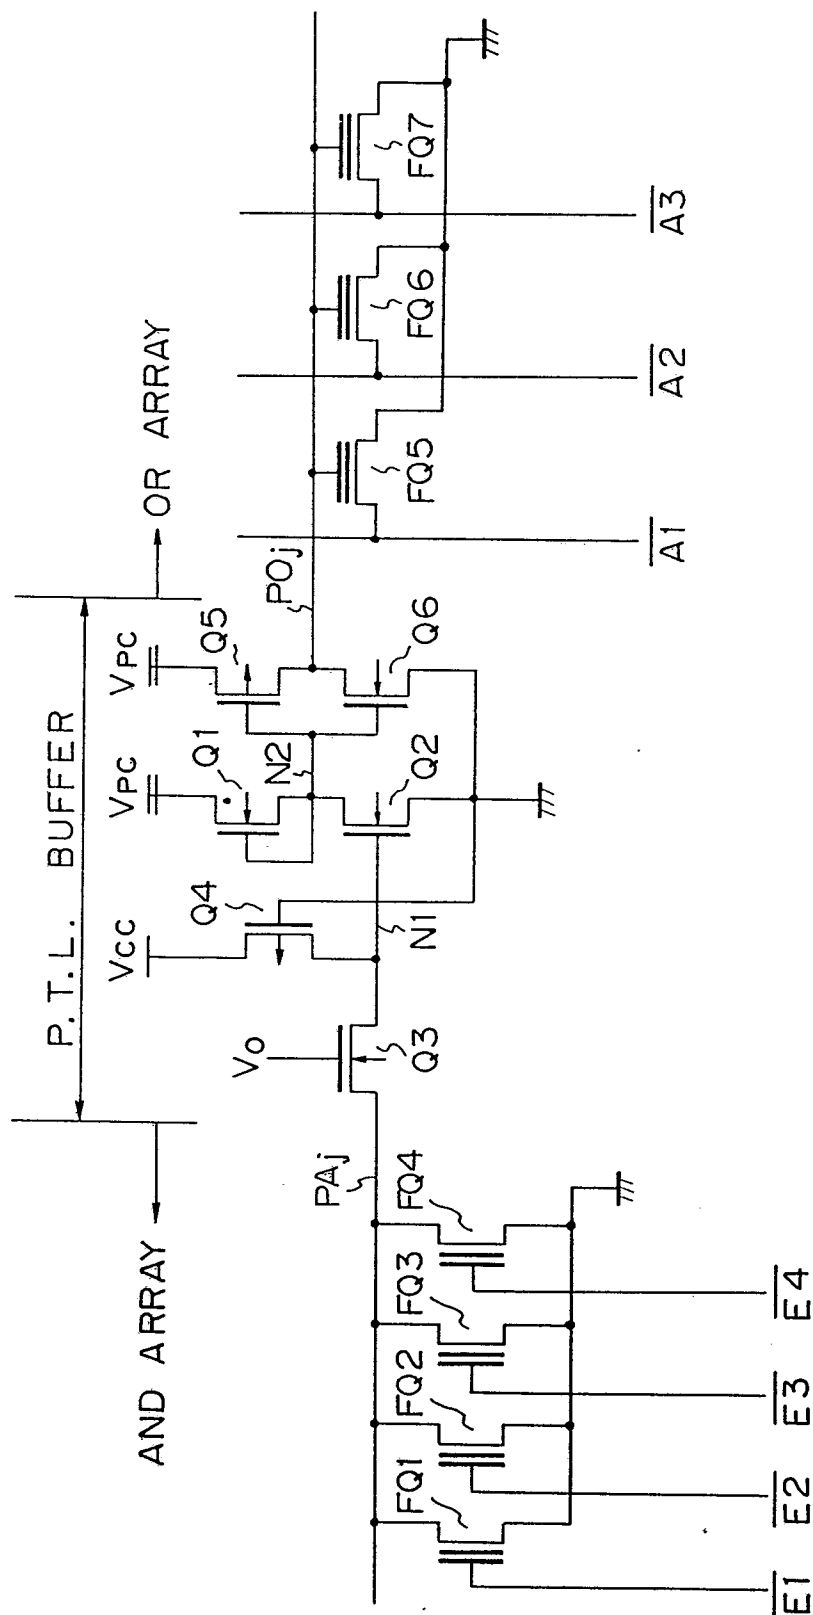 P.T.L. BUFFER
AND ARRAY
OR ARRAY
VCC
VPC
VPC
VO
Q4
Q1
Q5
N2
N1
Q3
Q2
Q6
PAj
POj
FQ1
FQ2
FQ3
FQ4
FQ5
FQ6
FQ7
E1
E2
E3
E4
A1
A2
A3